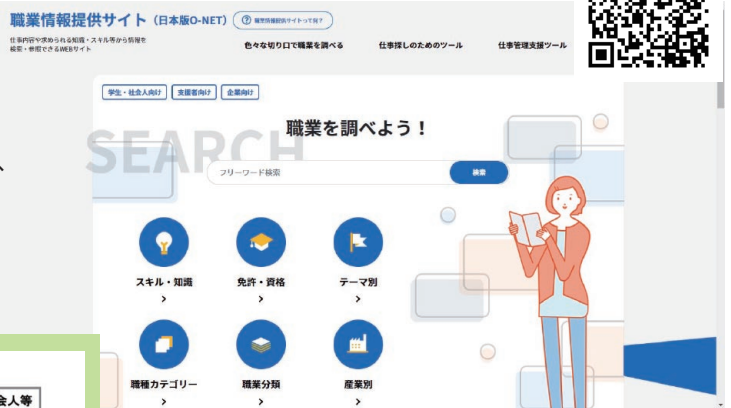 職業情報提供サイト（日本版O-NET）
職業情報提供サイトって何？
仕事内容や求められる知識・スキル等から情報を
検索・参照できるWEBサイト
色々な切り口で職業を調べる
仕事探しのためのツール
仕事管理支援ツール
学生・社会人向け
支援者向け
企業向け
SEARCH
職業を調べよう！
フリーワード検索
検索
スキル・知識
免許・資格
テーマ別
職種カテゴリー
職業分類
産業別
会人等